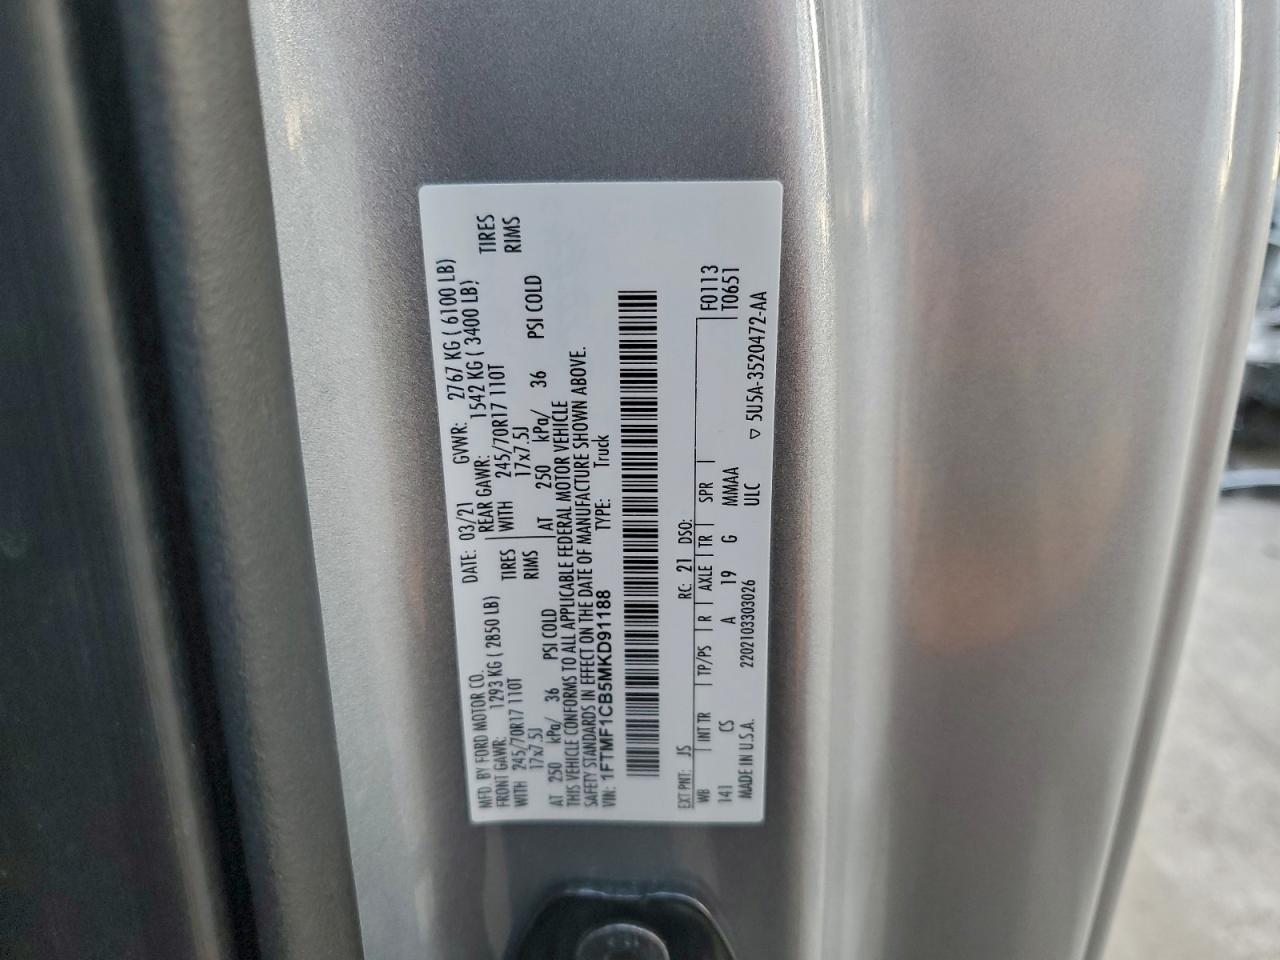 MFD. BY FORD MOTOR CO.
DATE: 03/21 GVWR: 2767 KG ( 6100 LB)
FRONT GAWR: 1293 KG ( 2850 LB) REAR GAWR: 1542 KG ( 3400 LB)
WITH 245/70R17 110T TIRES WITH 245/70R17 110T TIRES
17x7.5J RIMS 17x7.5J RIMS
AT 250 kPa/ 36 PSI COLD AT 250 kPa/ 36 PSI COLD
THIS VEHICLE CONFORMS TO ALL APPLICABLE FEDERAL MOTOR VEHICLE
SAFETY STANDARDS IN EFFECT ON THE DATE OF MANUFACTURE SHOWN ABOVE.
VIN: 1FTMF1CB5MKD91188 TYPE: Truck
EXT PNT: JS RC: 21 DSO: F0113
WB INT TR TP/PS R AXLE TR SPR T0651
141 CS A 19 G MMAA
MADE IN U.S.A. 2202103303026 ULC ▽ 5U5A-3520472-AA